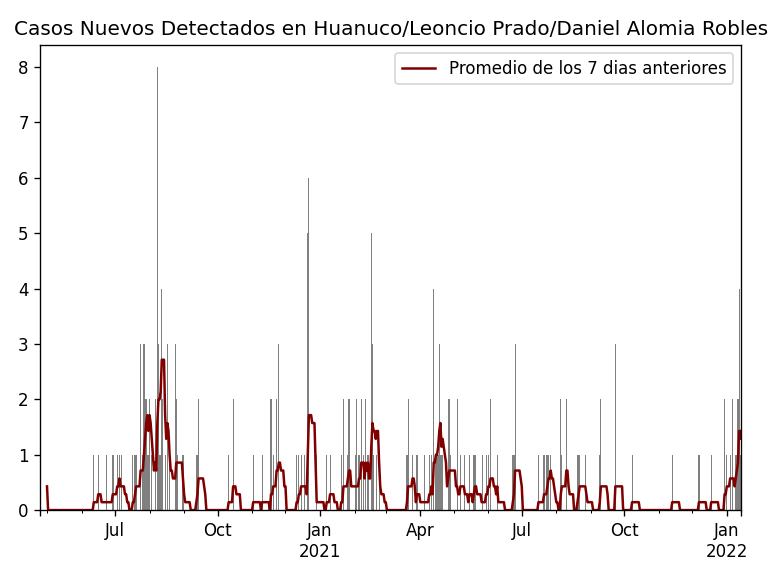 Casos Nuevos Detectados en Huanuco/Leoncio Prado/Daniel Alomia Robles
Promedio de los 7 dias anteriores
8
7
6
5
4
3
2
1
0
Jul
Oct
Jan
2021
Apr
Jul
Oct
Jan
2022